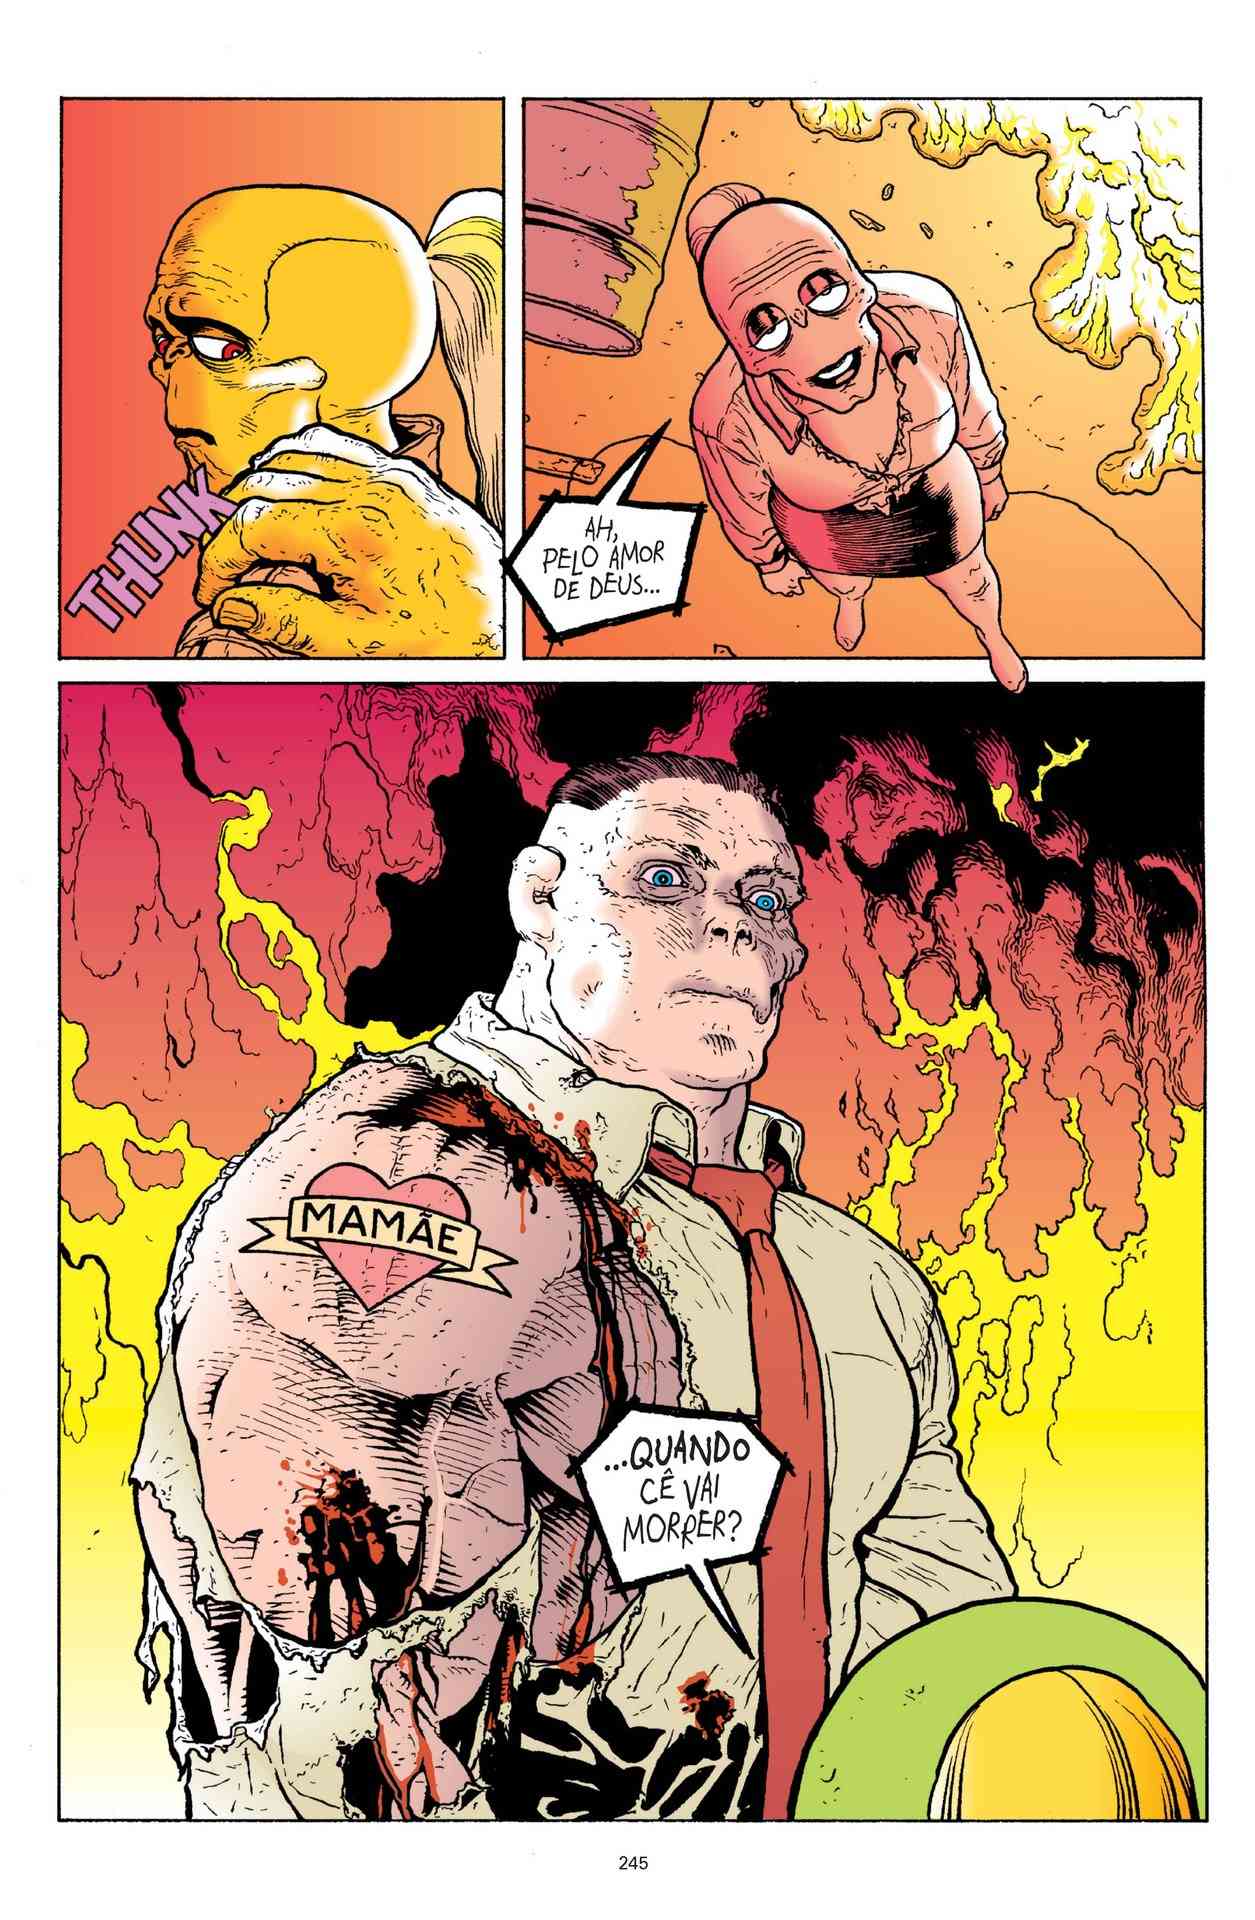 THUNK
AH,
PELO AMOR
DE DEUS...
MAMÃE
...QUANDO
CÊ VAI
MORRER?
245